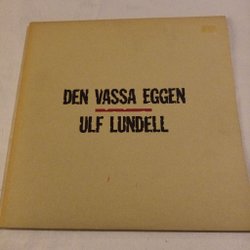 DEN VASSA EGGEN
ULF LUNDELL